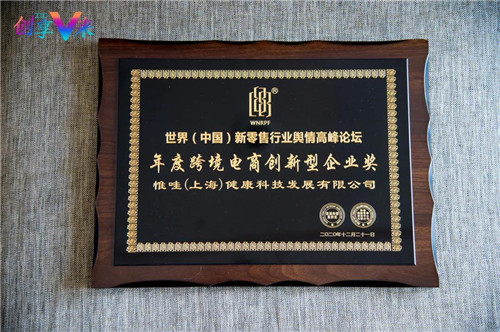 创享V来
®
WNRPF
世界（中国）新零售行业舆情高峰论坛
年度跨境电商创新型企业奖
惟哇(上海)健康科技发展有限公司
二〇二〇年十二月二十一日